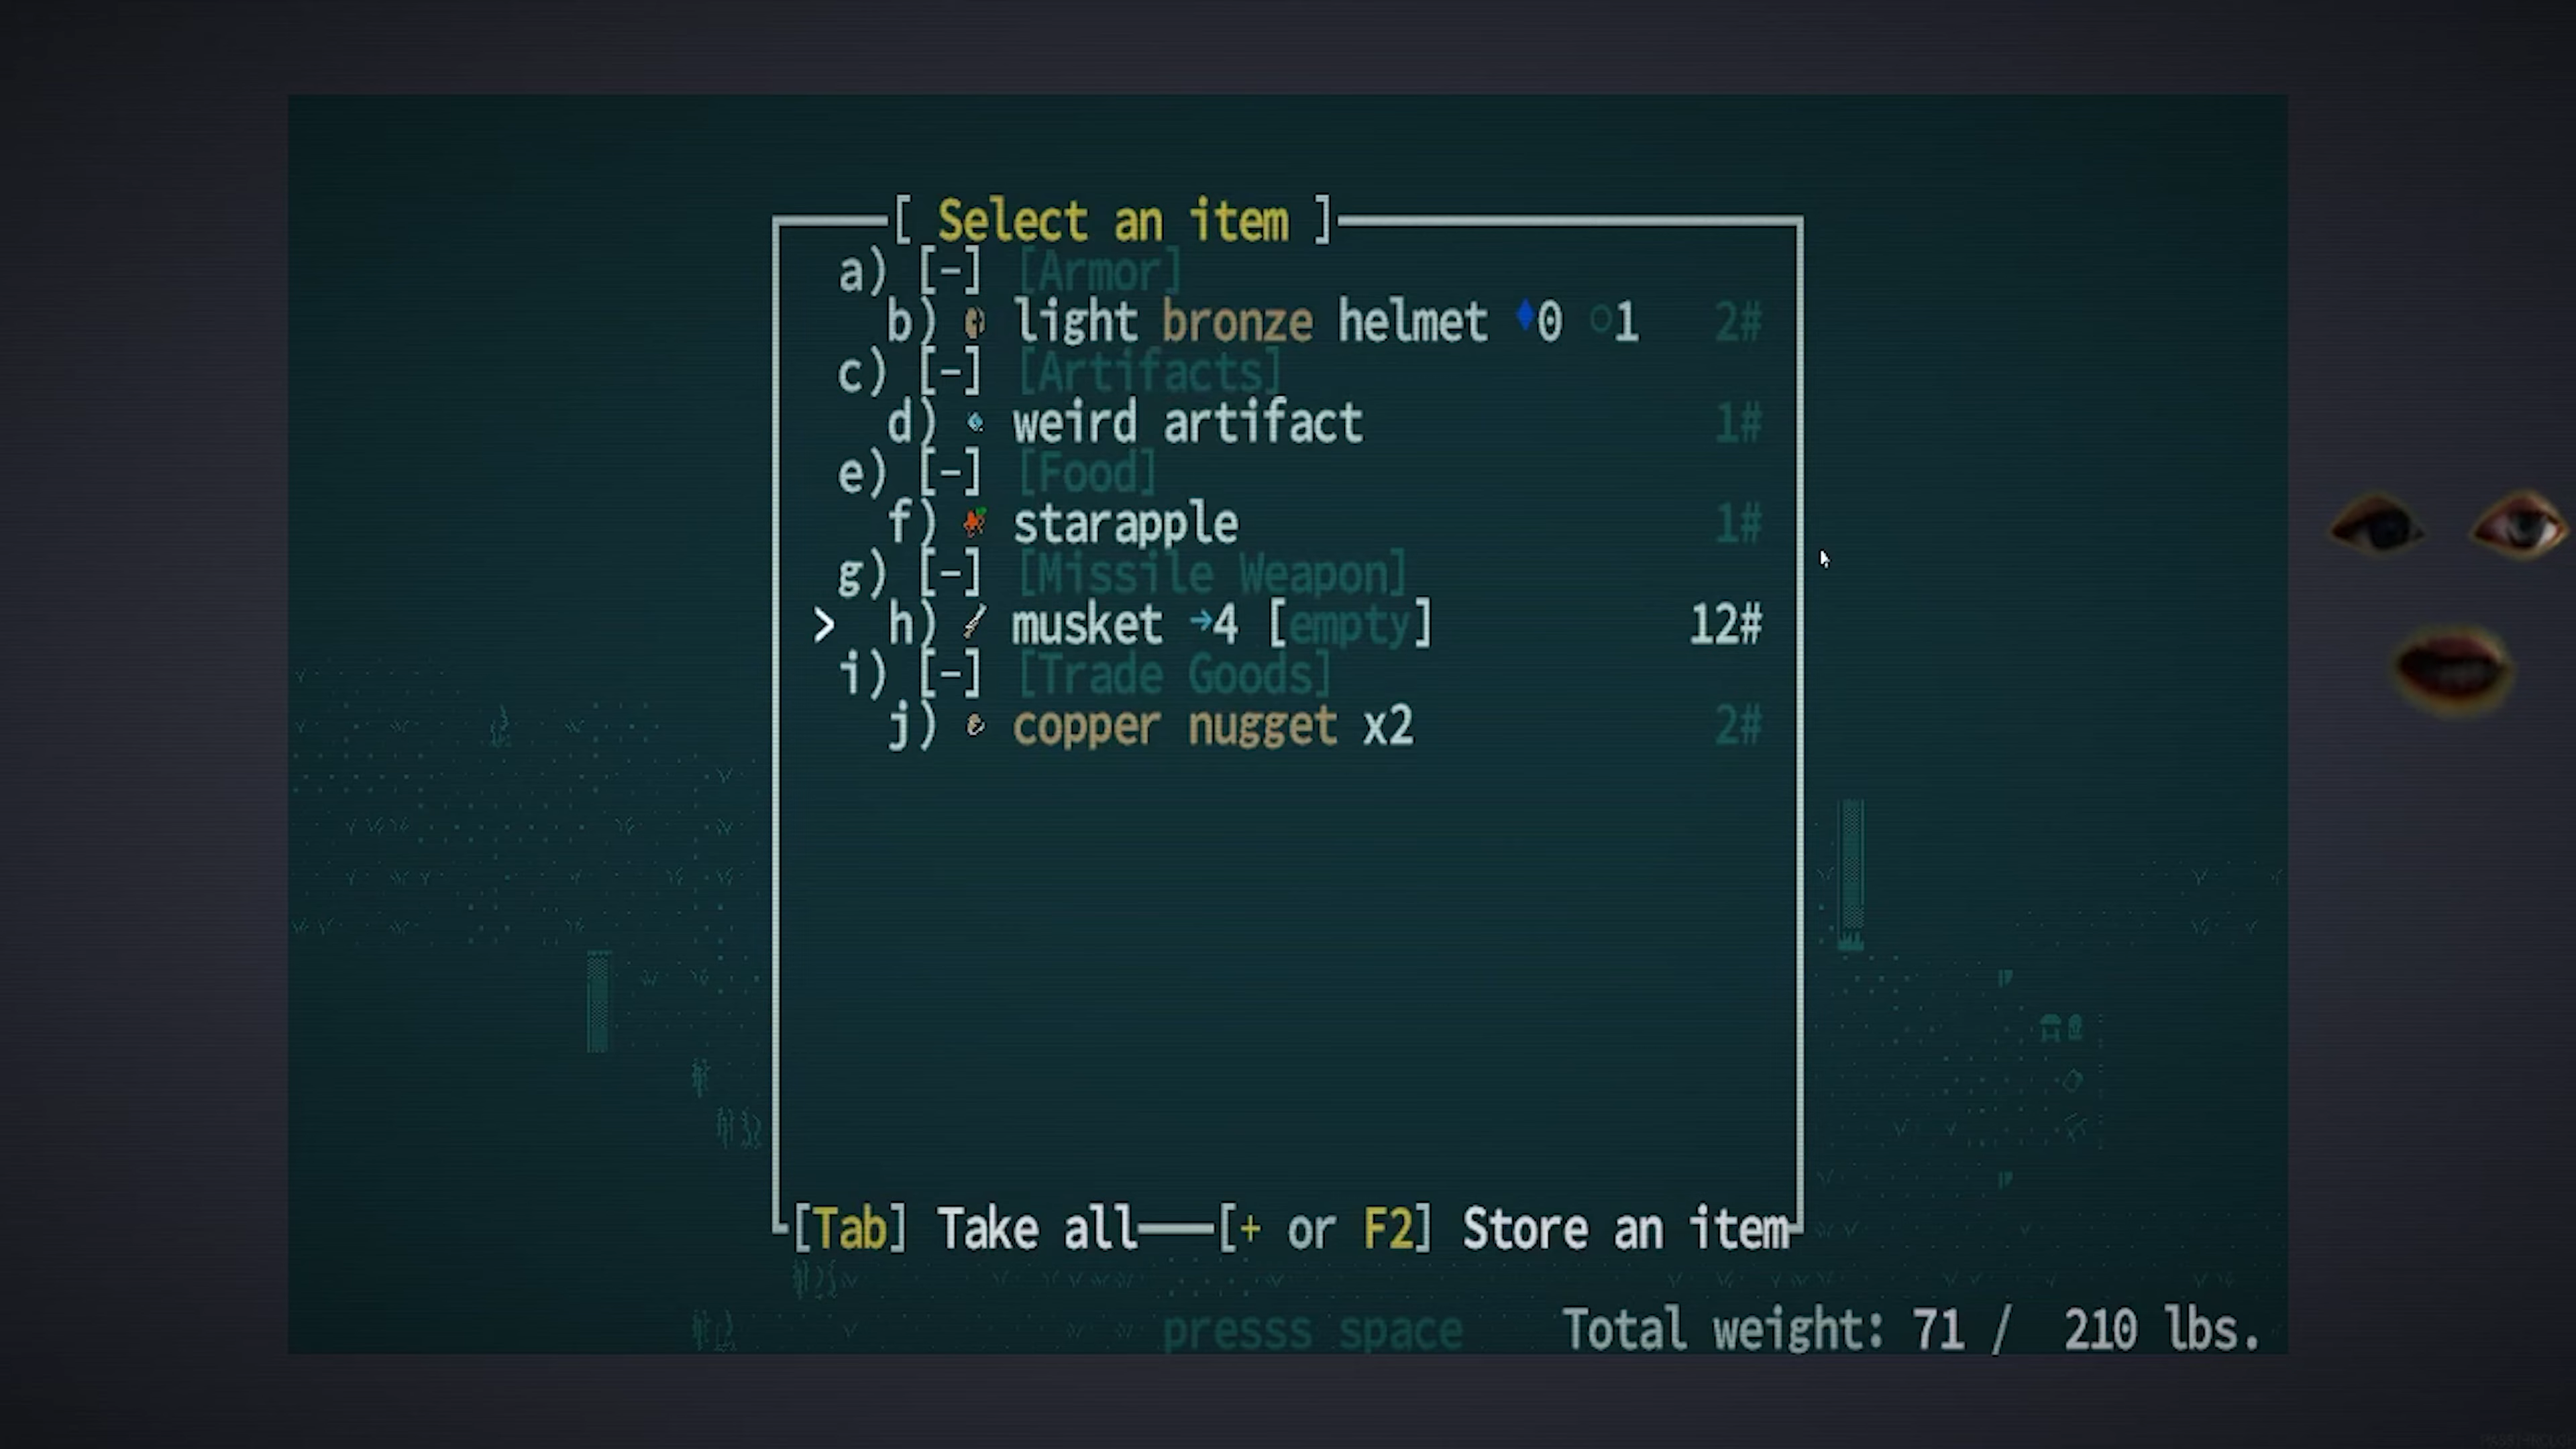 [ Select an item ]
a) [-] [Armor]
b) light bronze helmet ♦0 ○1 2#
c) [-] [Artifacts]
d) weird artifact 1#
e) [-] [Food]
f) starapple 1#
g) [-] [Missile Weapon]
> h) musket →4 [empty] 12#
i) [-] [Trade Goods]
j) copper nugget x2 2#
[Tab] Take all [+ or F2] Store an item
presss space Total weight: 71 / 210 lbs.